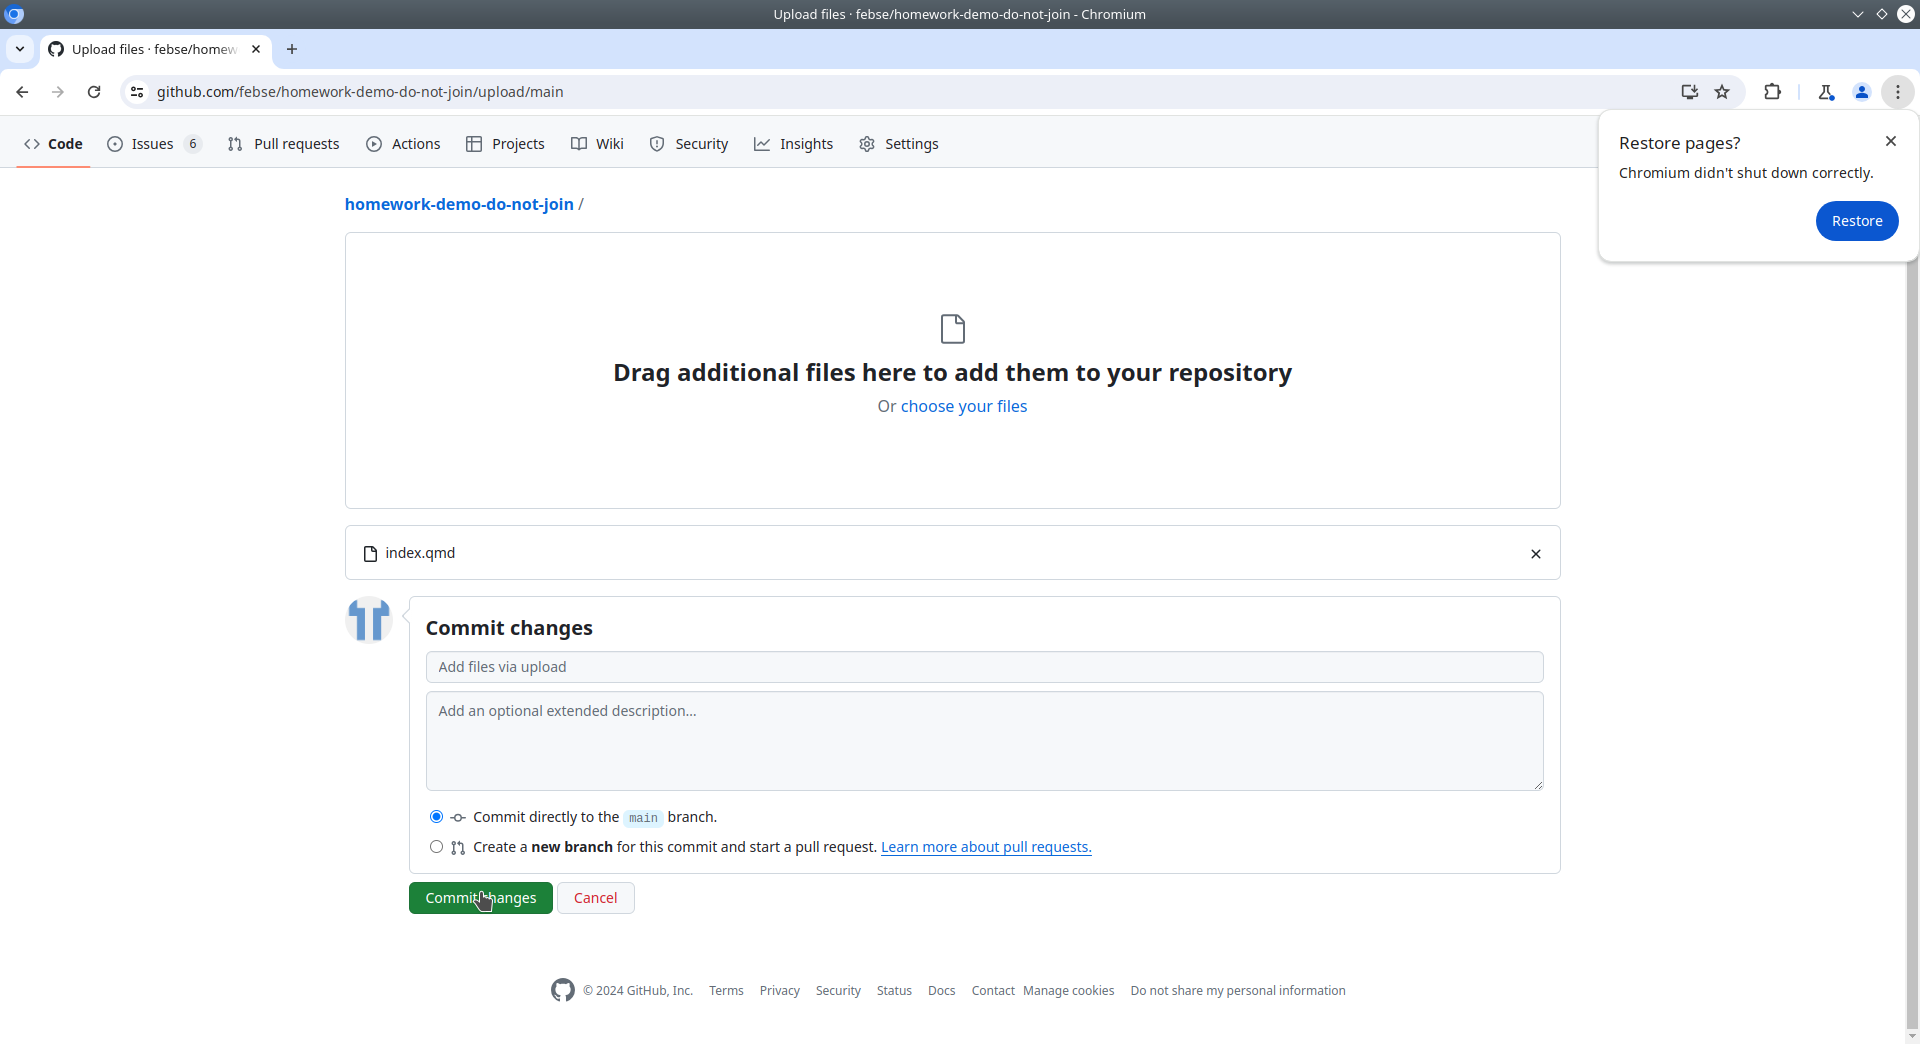 Upload files · febse/homework-demo-do-not-join - Chromium
Upload files · febse/homew
github.com/febse/homework-demo-do-not-join/upload/main
Code Issues 6 Pull requests Actions Projects Wiki Security Insights Settings
Restore pages?
Chromium didn't shut down correctly.
Restore
homework-demo-do-not-join /
Drag additional files here to add them to your repository
Or choose your files
index.qmd
Commit changes
Add files via upload
Add an optional extended description...
Commit directly to the main branch.
Create a new branch for this commit and start a pull request. Learn more about pull requests.
Commit changes Cancel
© 2024 GitHub, Inc. Terms Privacy Security Status Docs Contact Manage cookies Do not share my personal information